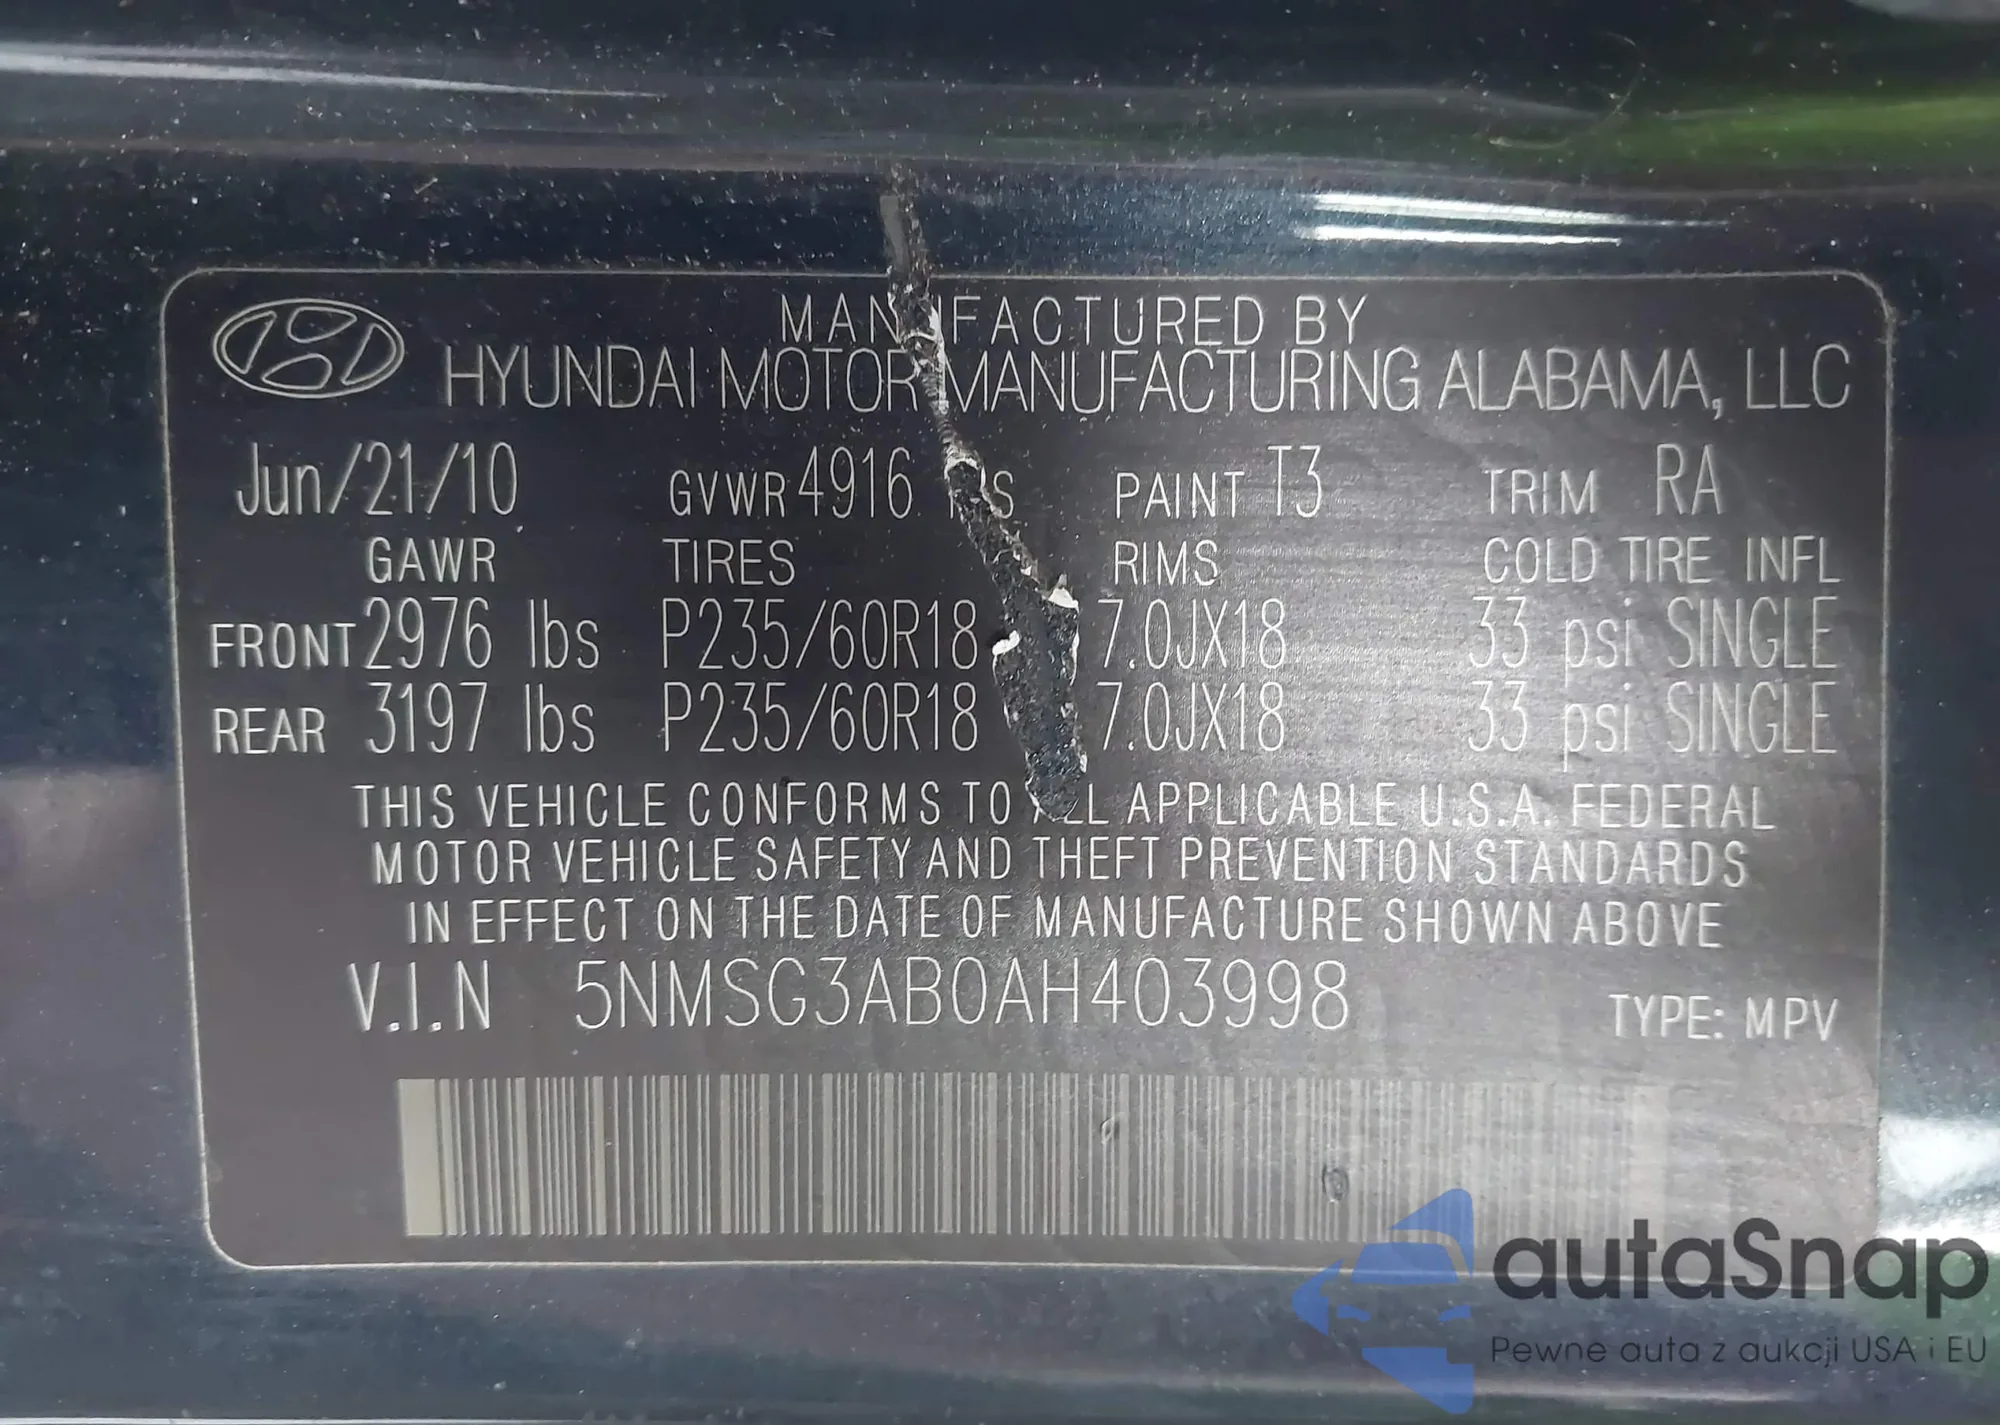 MANUFACTURED BY
HYUNDAI MOTOR MANUFACTURING ALABAMA, LLC
Jun/21/10 GVWR 4916 PAINT T3 TRIM RA
GAWR TIRES RIMS COLD TIRE INFL
FRONT 2976 lbs P235/60R18 7.0JX18 33 psi SINGLE
REAR 3197 lbs P235/60R18 7.0JX18 33 psi SINGLE
THIS VEHICLE CONFORMS TO ALL APPLICABLE U.S.A. FEDERAL
MOTOR VEHICLE SAFETY AND THEFT PREVENTION STANDARDS
IN EFFECT ON THE DATE OF MANUFACTURE SHOWN ABOVE
V.I.N 5NMSG3AB0AH403998 TYPE: MPV
autaSnap
Pewne auta z aukcji USA i EU